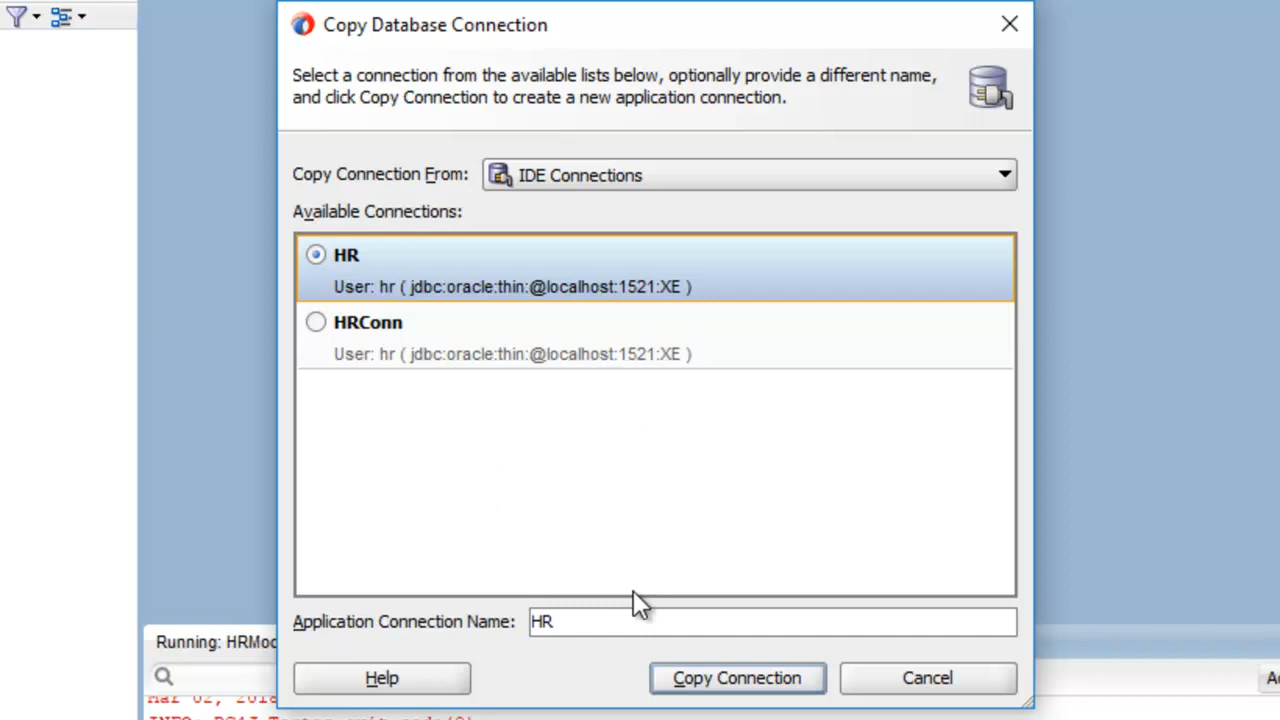 Copy Database Connection
Select a connection from the available lists below, optionally provide a different name,
and click Copy Connection to create a new application connection.
Copy Connection From: IDE Connections
Available Connections:
HR
User: hr ( jdbc:oracle:thin:@localhost:1521:XE )
HRConn
User: hr ( jdbc:oracle:thin:@localhost:1521:XE )
Application Connection Name: HR
Running: HRMod
Help Copy Connection Cancel
Mar 02, 2018